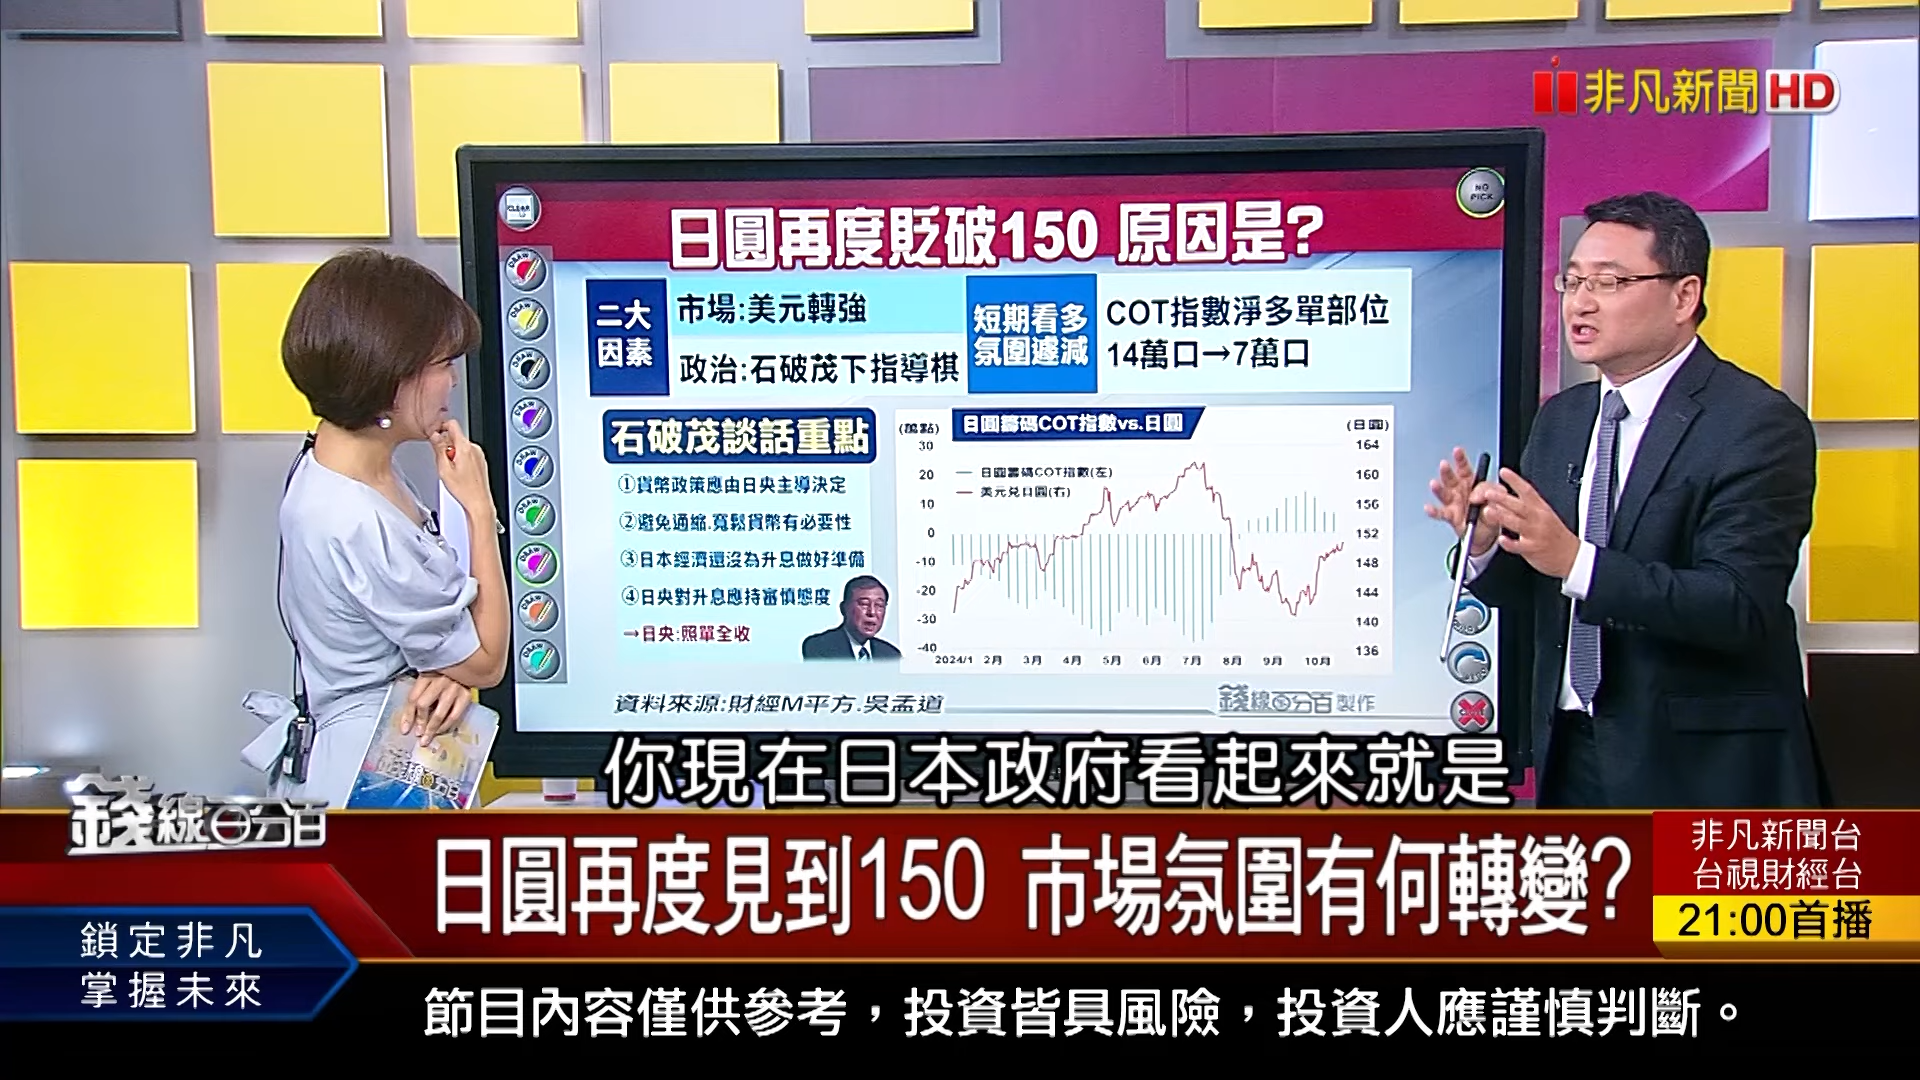 非凡新聞HD
CLEAR
NO PICK
日圓再度貶破150 原因是?
二大因素
市場:美元轉強
政治:石破茂下指導棋
短期看多氛圍遽減
COT指數淨多單部位
14萬口→7萬口
石破茂談話重點
①貨幣政策應由日央主導決定
②避免通縮.寬鬆貨幣有必要性
③日本經濟還沒為升息做好準備
④日央對升息應持審慎態度
→日央:照單全收
日圓籌碼COT指數vs.日圓
(萬點)
(日圓)
日圓籌碼COT指數(左)
美元兌日圓(右)
30
20
10
0
-10
-20
-30
-40
164
160
156
152
148
144
140
136
2024/1 2月 3月 4月 5月 6月 7月 8月 9月 10月
資料來源:財經M平方.吳孟道
錢線百分百 製作
你現在日本政府看起來就是
錢線百分百
日圓再度見到150 市場氛圍有何轉變?
非凡新聞台
台視財經台
21:00首播
鎖定非凡
掌握未來
節目內容僅供參考，投資皆具風險，投資人應謹慎判斷。